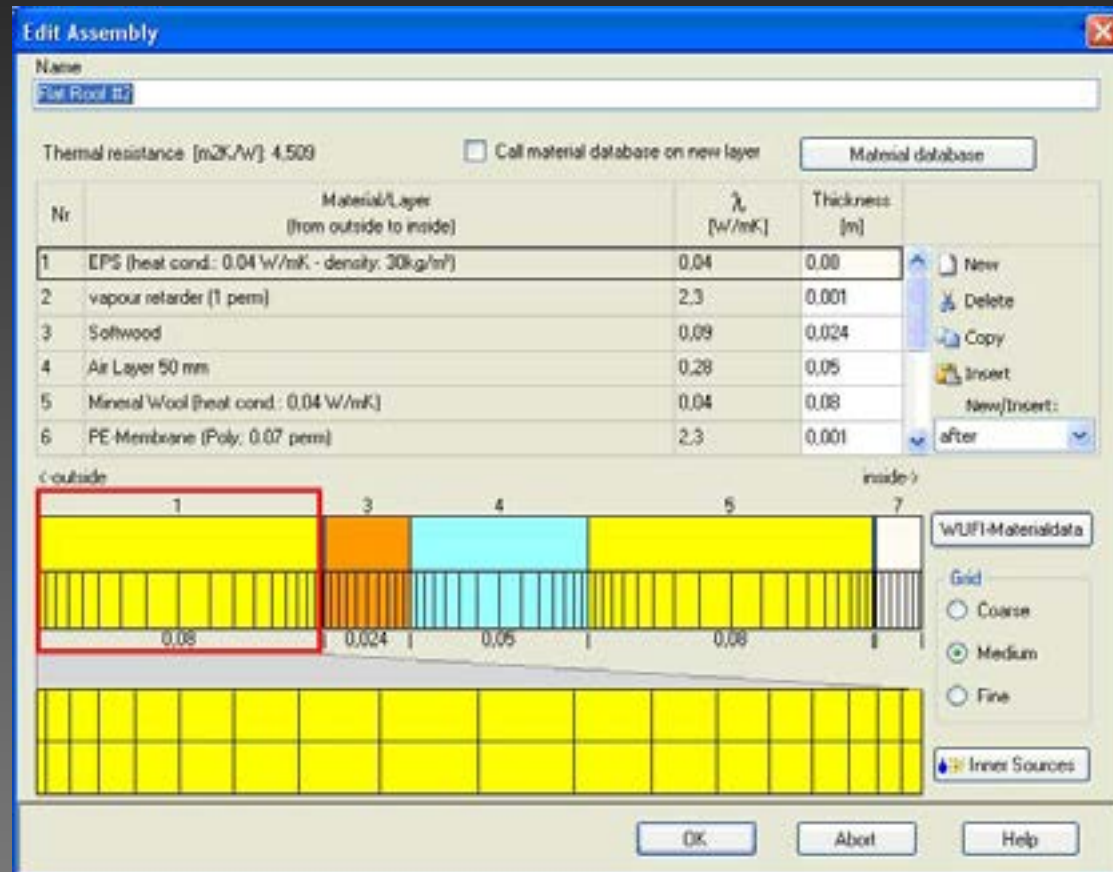 Edit Assembly
Name
Flat Roof #2
Thermal resistance [m2K/W]: 4,509
Call material database on new layer
Material database
Nr
Material/Layer
(from outside to inside)
λ
[W/mK]
Thickness
[m]
1 EPS (heat cond.: 0.04 W/mK - density: 30kg/m³) 0,04 0,08
New
2 vapour retarder (1 perm) 2,3 0,001
Delete
3 Softwood 0,09 0,024
Copy
4 Air Layer 50 mm 0,28 0,05
Insert
5 Mineral Wool (heat cond.: 0,04 W/mK) 0,04 0,08
New/Insert:
6 PE-Membrane (Poly; 0.07 perm) 2,3 0,001
after
<-outside
inside->
1 3 4 5 7
WUFI-Materialdata
Grid
Coarse
0,08 0,024 0,05 0,08
Medium
Fine
Inner Sources
OK Abort Help